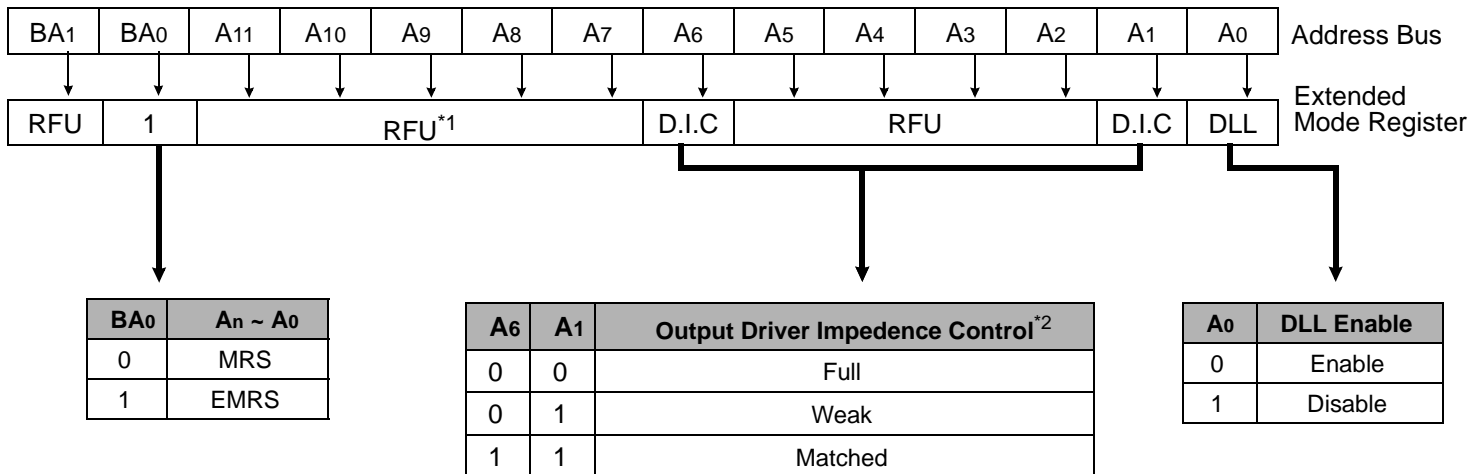 BA1 BA0 A11 A10 A9 A8 A7 A6 A5 A4 A3 A2 A1 A0 Address Bus
RFU 1 RFU*1 D.I.C RFU D.I.C DLL Extended
Mode Register
BA0 An ~ A0
0 MRS
1 EMRS
A6 A1 Output Driver Impedence Control*2
0 0 Full
0 1 Weak
1 1 Matched
A0 DLL Enable
0 Enable
1 Disable